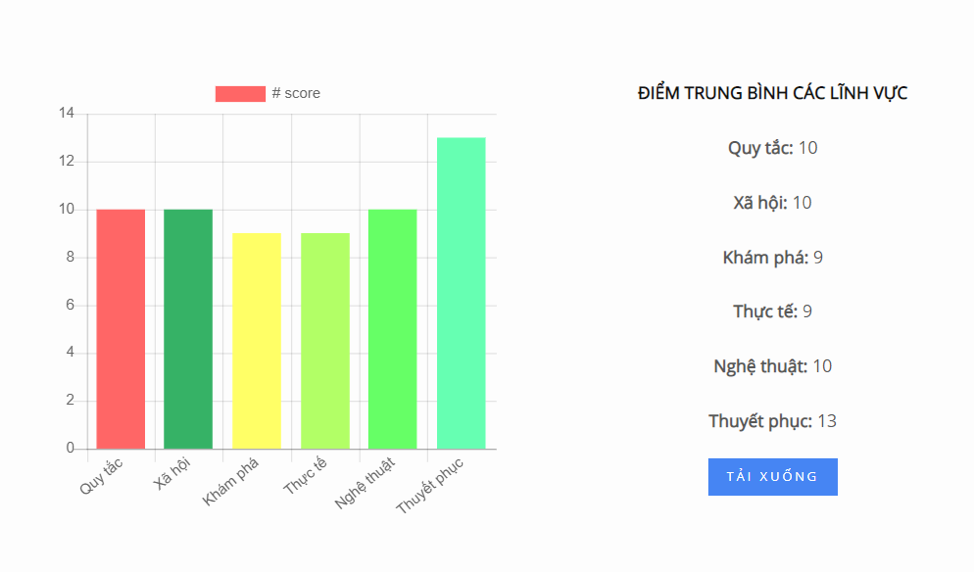 # score
14
12
10
8
6
4
2
0
Quy tắc
Xã hội
Khám phá
Thực tế
Nghệ thuật
Thuyết phục
ĐIỂM TRUNG BÌNH CÁC LĨNH VỰC
Quy tắc: 10
Xã hội: 10
Khám phá: 9
Thực tế: 9
Nghệ thuật: 10
Thuyết phục: 13
TẢI XUỐNG